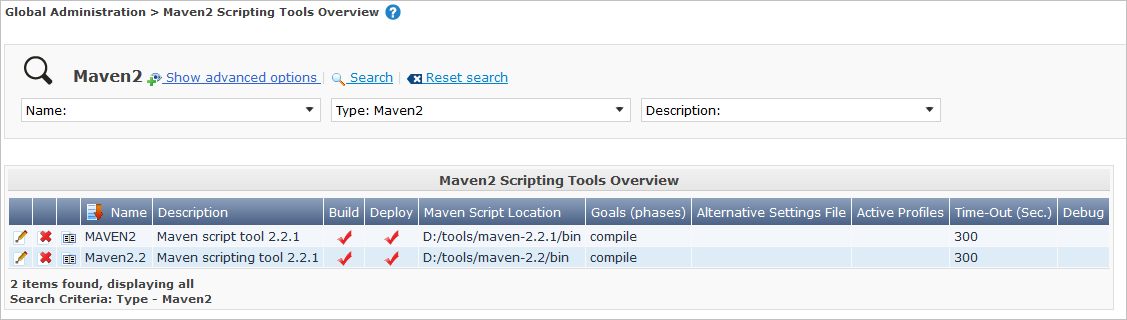 Global Administration > Maven2 Scripting Tools Overview ?
Maven2 Show advanced options | Search | Reset search
Name: Type: Maven2 Description:
Maven2 Scripting Tools Overview
Name Description Build Deploy Maven Script Location Goals (phases) Alternative Settings File Active Profiles Time-Out (Sec.) Debug
MAVEN2 Maven script tool 2.2.1 D:/tools/maven-2.2.1/bin compile 300
Maven2.2 Maven scripting tool 2.2.1 D:/tools/maven-2.2/bin compile 300
2 items found, displaying all
Search Criteria: Type - Maven2